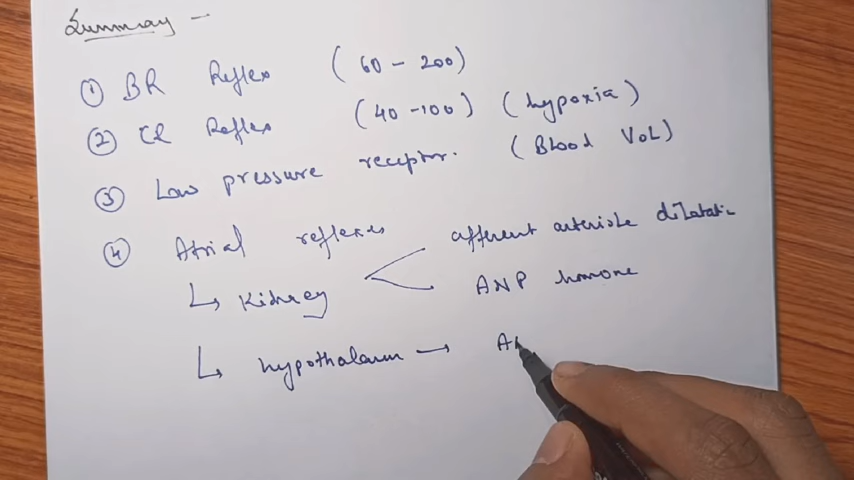 Summary -
① BR Reflex (60 - 200)
② CR Reflex (40 - 100) (hypoxia)
③ Low pressure receptor. (Blood VoL)
④ Atrial reflexes afferent arteriole dilatatic
↳ Kidney ANP hormone
↳ hypothalamus → A